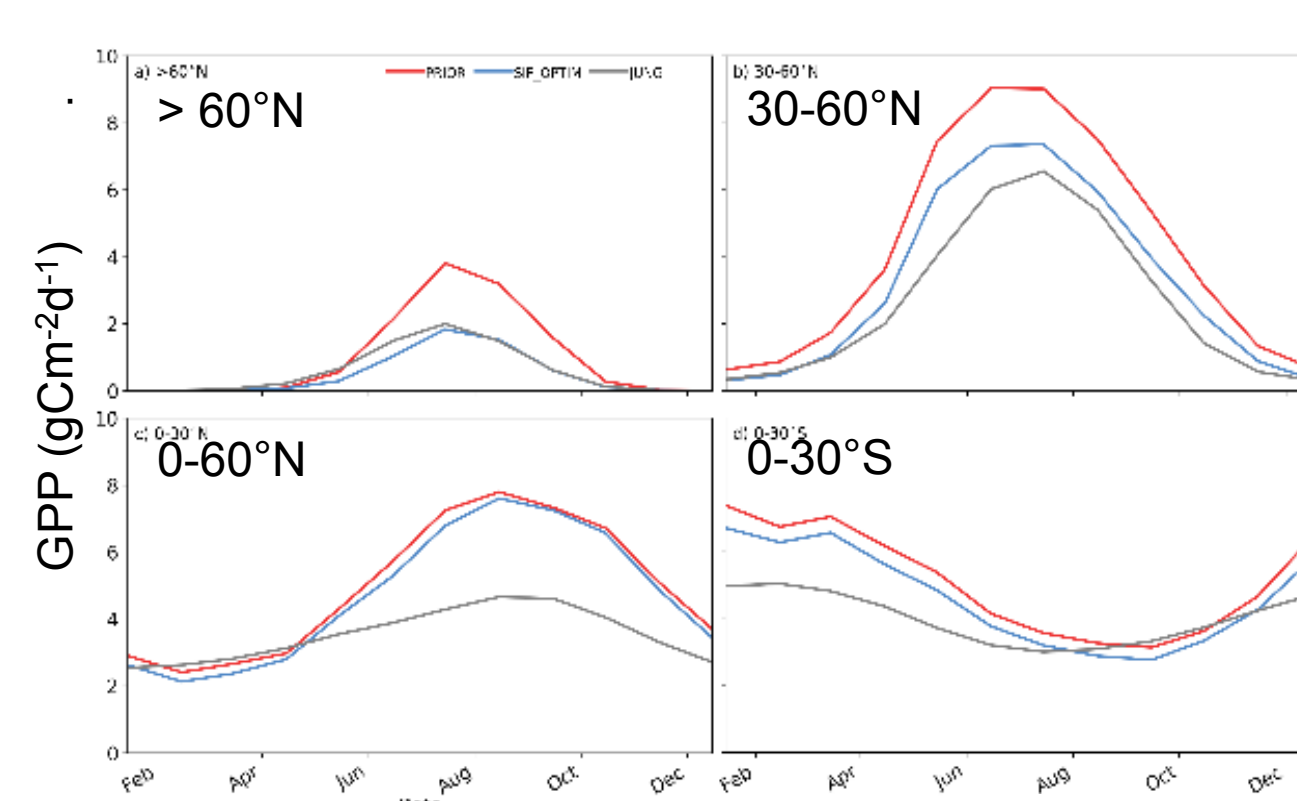 10
a) >60°N
PRIOR SIF_OPTIM JUNG
b) 30-60°N
> 60°N
30-60°N
8
6
4
2
0
GPP (gCm-2d-1)
10
c) 0-30°N
d) 0-30°S
0-60°N
0-30°S
8
6
4
2
0
Feb Apr Jun Aug Oct Dec
Feb Apr Jun Aug Oct Dec